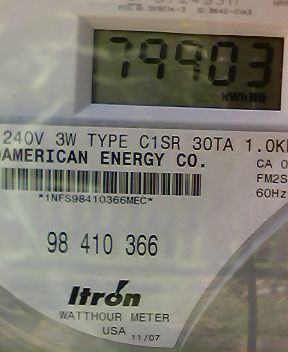 79903
kWh
240V 3W TYPE C1SR 30TA 1.0K
AMERICAN ENERGY CO.
CA 0
FM2S
60Hz
*1NFS98410366MEC*
98 410 366
Itron
WATTHOUR METER
USA 11/07